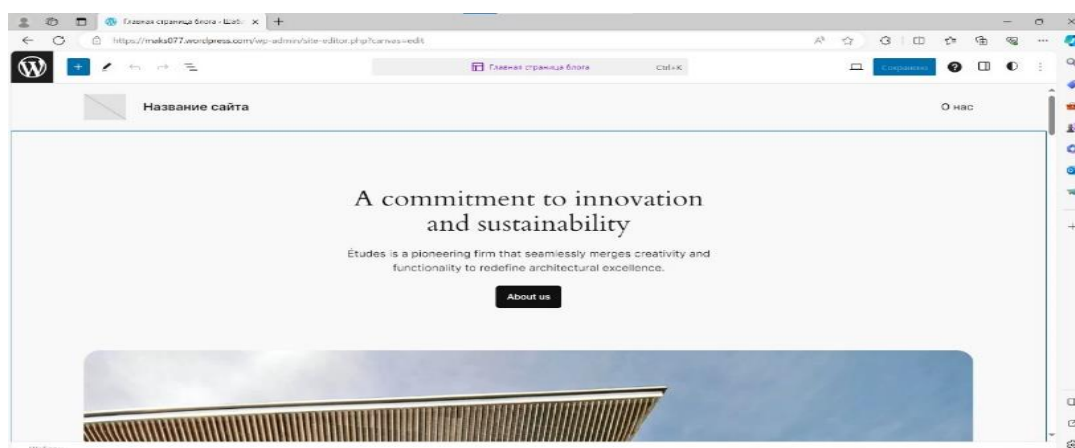 Главная страница блога - Шаб
https://maks077.wordpress.com/wp-admin/site-editor.php?canvas=edit
Главная страница блога Ctrl+K
Сохранено
Название сайта
О нас
A commitment to innovation
and sustainability
Études is a pioneering firm that seamlessly merges creativity and
functionality to redefine architectural excellence.
About us